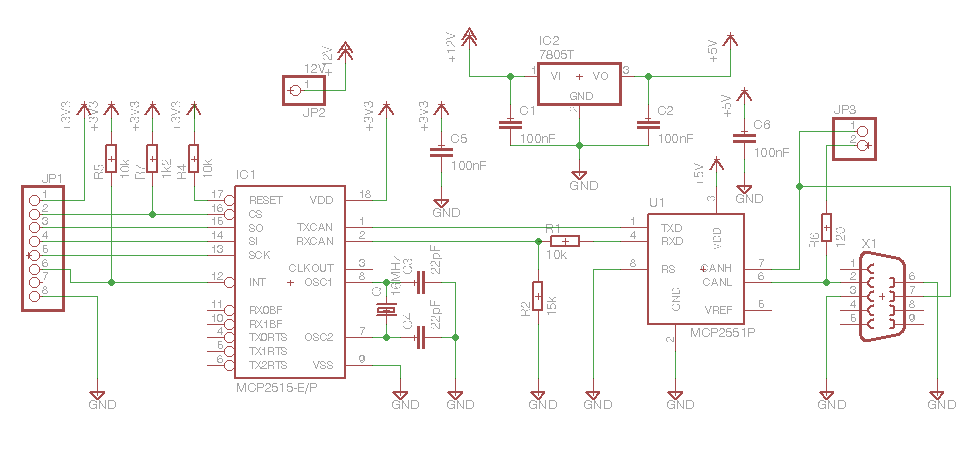 +12V
IC2
7805T
+5V
12V
+12V
1
JP2
1
VI
VO
3
GND
2
C1
100nF
C2
100nF
GND
+5V
C6
100nF
GND
JP3
1
2
+3V3
+3V3
+3V3
+3V3
+3V3
+3V3
R5
10k
R7
1k2
R4
10k
C5
100nF
GND
JP1
1
2
3
4
5
6
7
8
IC1
17
RESET
VDD
18
16
CS
15
SO
TXCAN
1
14
SI
RXCAN
2
13
SCK
CLKOUT
3
12
INT
OSC1
8
11
RX0BF
10
RX1BF
4
TX0RTS
OSC2
7
5
TX1RTS
6
TX2RTS
VSS
9
MCP2515-E/P
C3
22pF
16MHz
C4
22pF
R1
10k
R2
15k
+5V
3
U1
VDD
1
TXD
4
RXD
8
RS
CANH
7
CANL
6
VREF
5
GND
2
MCP2551P
R6
120
X1
1
2
3
4
5
6
7
8
9
GND
GND
GND
GND
GND
GND
GND
GND